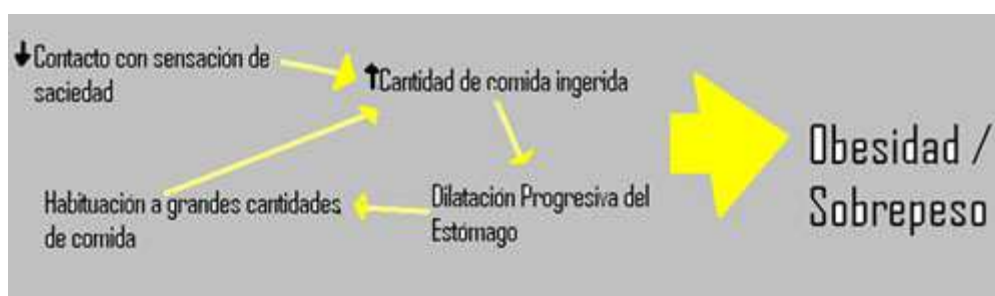 ↓Contacto con sensación de
saciedad
↑Cantidad de comida ingerida
Habituación a grandes cantidades
de comida
Dilatación Progresiva del
Estómago
Obesidad /
Sobrepeso